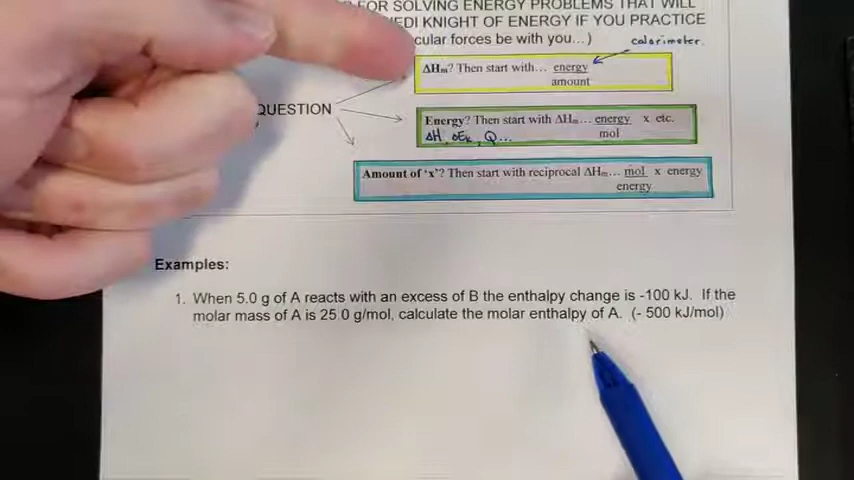 FOR SOLVING ENERGY PROBLEMS THAT WILL
JEDI KNIGHT OF ENERGY IF YOU PRACTICE
cular forces be with you...)
calorimeter.
ΔHₘ? Then start with... energy
amount
QUESTION
Energy? Then start with ΔHₘ... energy x etc.
mol
ΔH, ΔEₖ, Q...
Amount of 'x'? Then start with reciprocal ΔHₘ... mol x energy
energy
Examples:
1. When 5.0 g of A reacts with an excess of B the enthalpy change is -100 kJ. If the
molar mass of A is 25.0 g/mol, calculate the molar enthalpy of A. (- 500 kJ/mol)